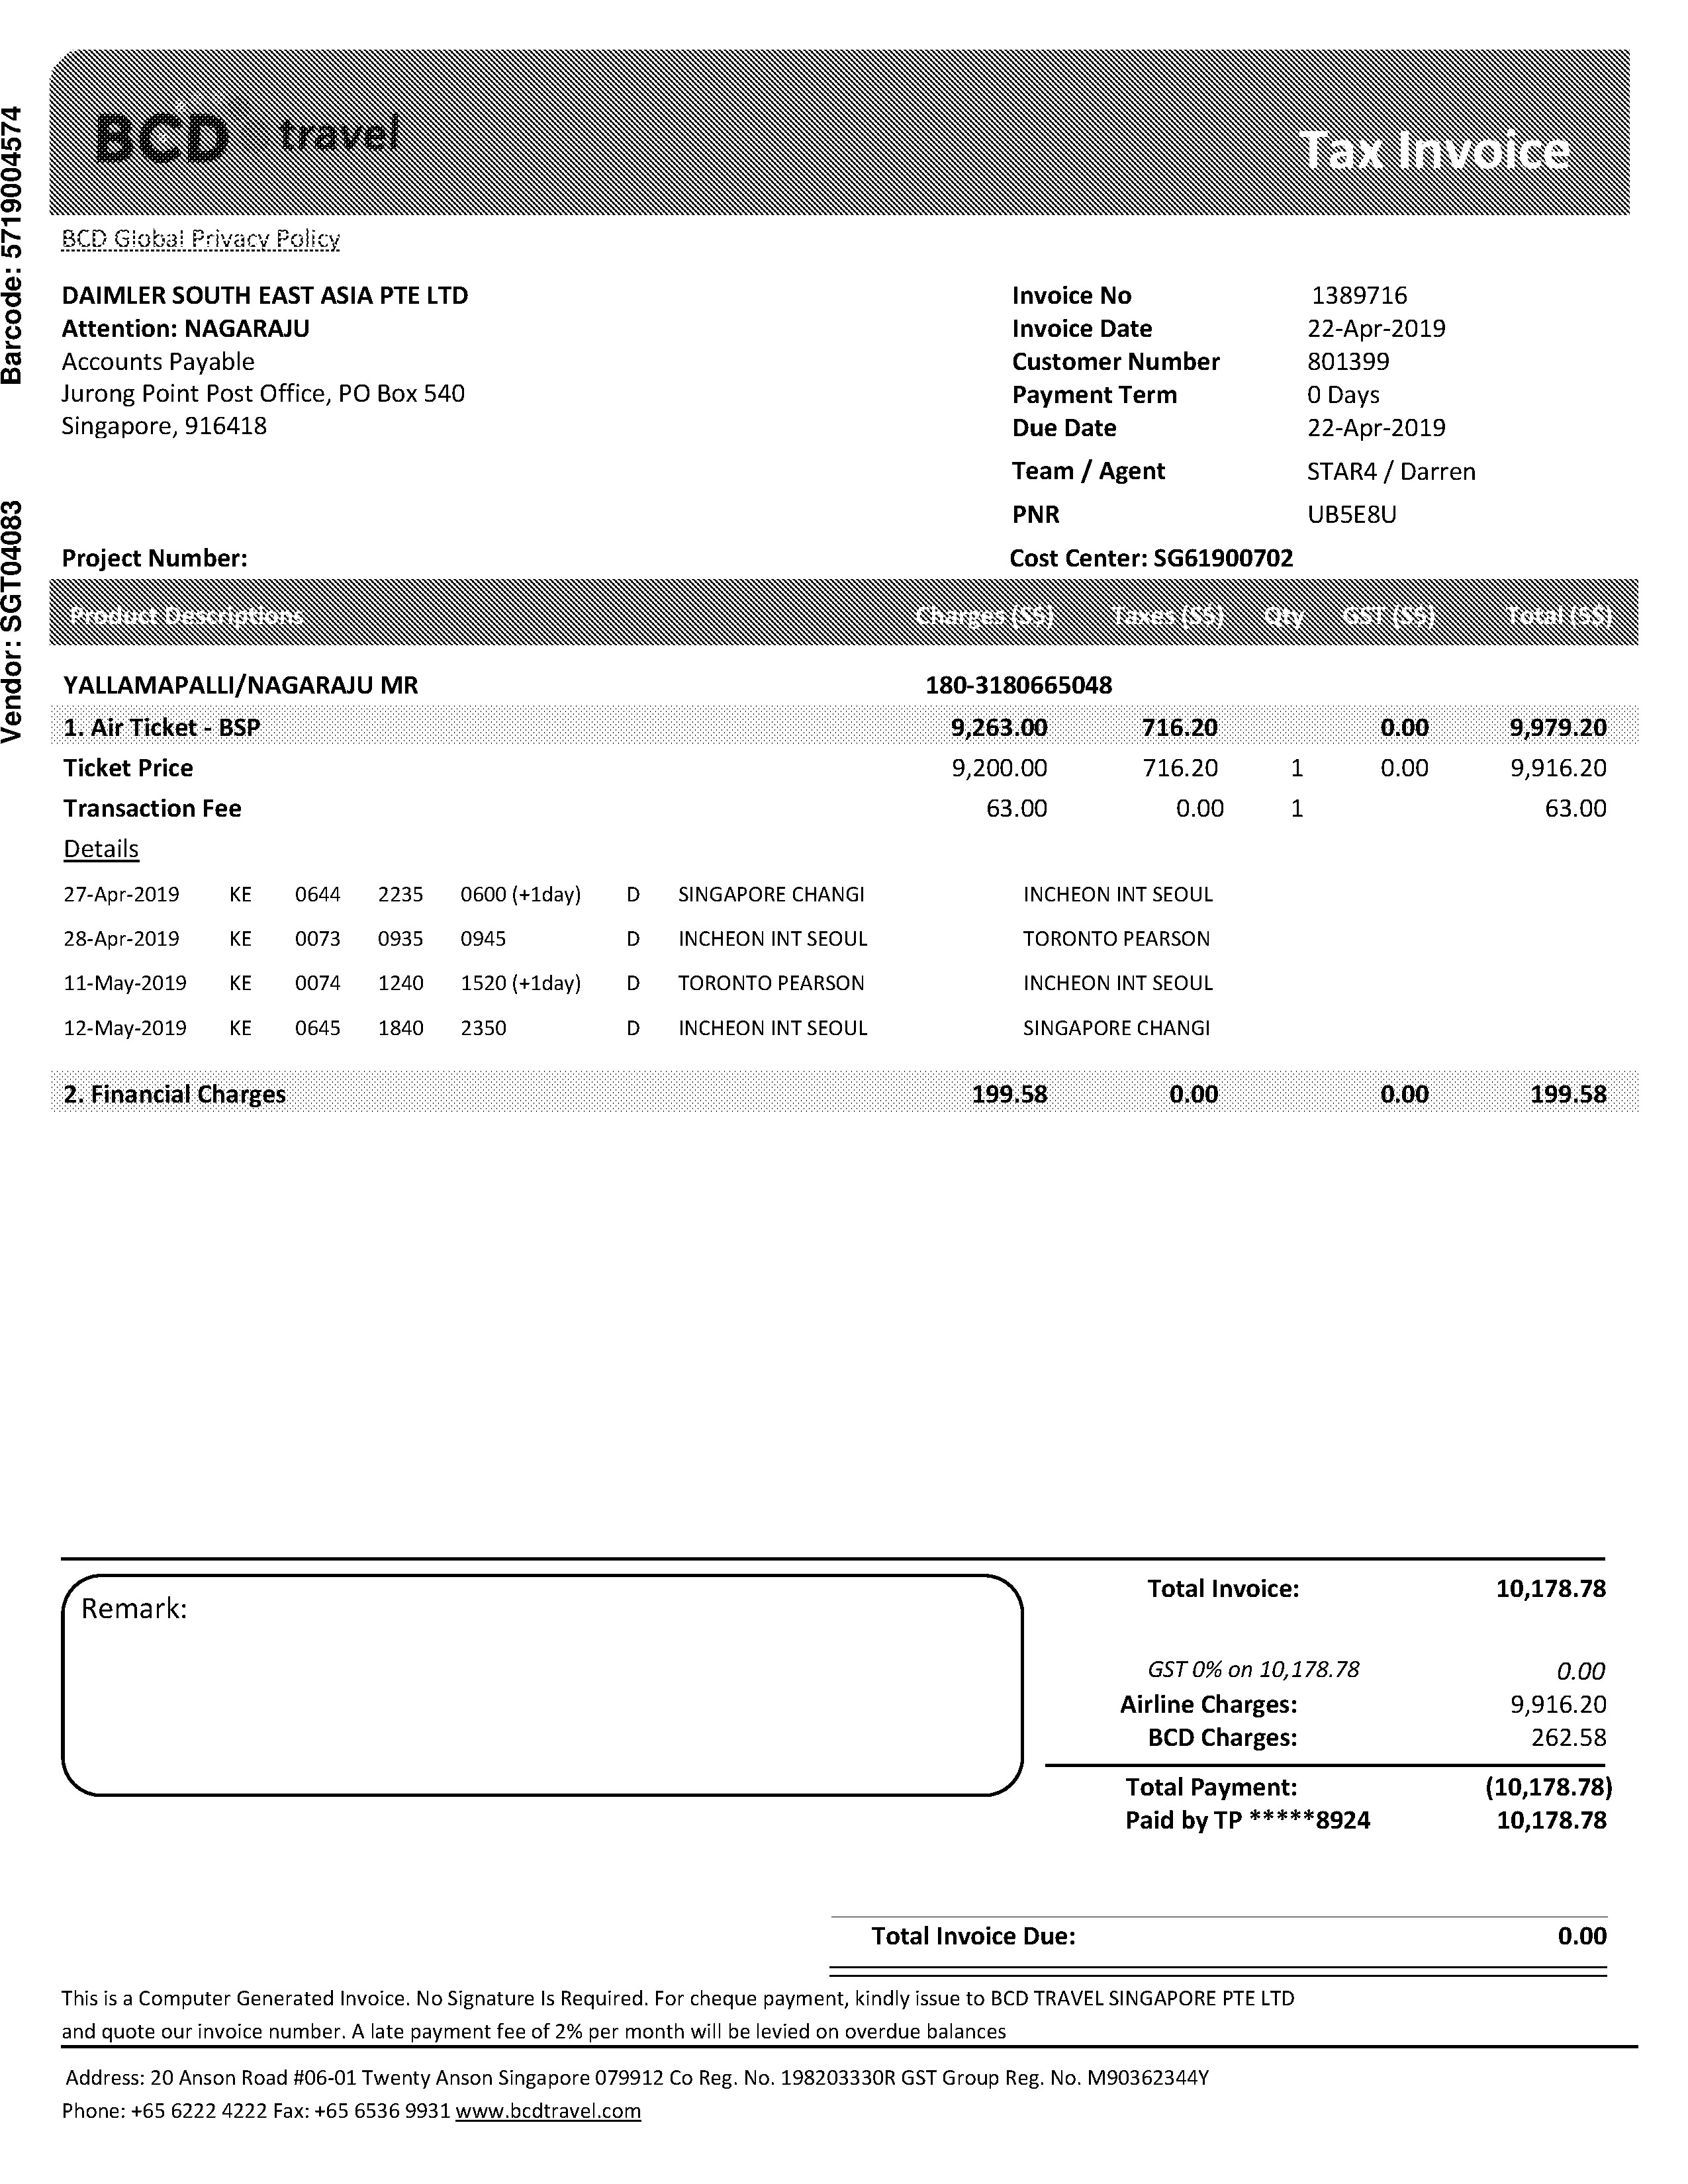 Barcode: 5719004574
Vendor: SGT04083
BCD travel
Tax Invoice
BCD Global Privacy Policy
DAIMLER SOUTH EAST ASIA PTE LTD
Attention: NAGARAJU
Accounts Payable
Jurong Point Post Office, PO Box 540
Singapore, 916418
Invoice No 1389716
Invoice Date 22-Apr-2019
Customer Number 801399
Payment Term 0 Days
Due Date 22-Apr-2019
Team / Agent STAR4 / Darren
PNR UB5E8U
Project Number: Cost Center: SG61900702
Product Descriptions Charges (S$) Taxes (S$) Qty GST (S$) Total (S$)
YALLAMAPALLI/NAGARAJU MR 180-3180665048
1. Air Ticket - BSP 9,263.00 716.20 0.00 9,979.20
Ticket Price 9,200.00 716.20 1 0.00 9,916.20
Transaction Fee 63.00 0.00 1 63.00
Details
27-Apr-2019 KE 0644 2235 0600 (+1day) D SINGAPORE CHANGI INCHEON INT SEOUL
28-Apr-2019 KE 0073 0935 0945 D INCHEON INT SEOUL TORONTO PEARSON
11-May-2019 KE 0074 1240 1520 (+1day) D TORONTO PEARSON INCHEON INT SEOUL
12-May-2019 KE 0645 1840 2350 D INCHEON INT SEOUL SINGAPORE CHANGI
2. Financial Charges 199.58 0.00 0.00 199.58
Remark:
Total Invoice: 10,178.78
GST 0% on 10,178.78 0.00
Airline Charges: 9,916.20
BCD Charges: 262.58
Total Payment: (10,178.78)
Paid by TP *****8924 10,178.78
Total Invoice Due: 0.00
This is a Computer Generated Invoice. No Signature Is Required. For cheque payment, kindly issue to BCD TRAVEL SINGAPORE PTE LTD
and quote our invoice number. A late payment fee of 2% per month will be levied on overdue balances
Address: 20 Anson Road #06-01 Twenty Anson Singapore 079912 Co Reg. No. 198203330R GST Group Reg. No. M90362344Y
Phone: +65 6222 4222 Fax: +65 6536 9931 www.bcdtravel.com